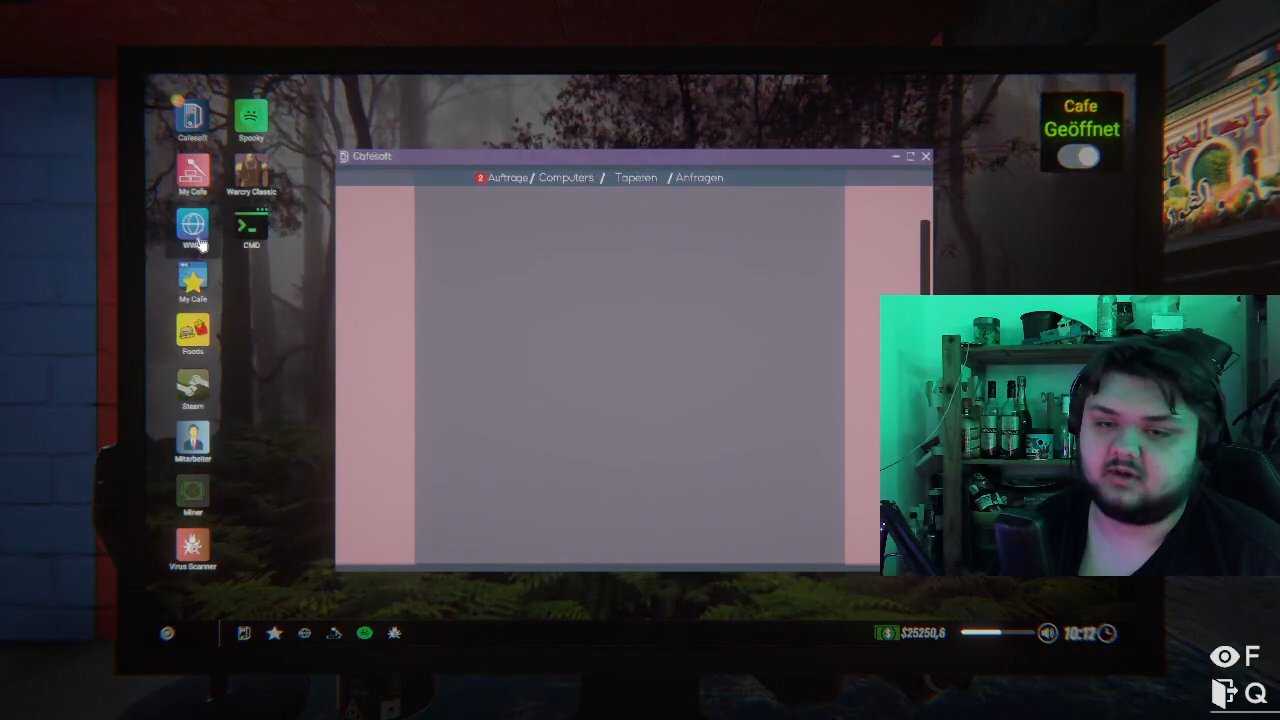 Cafe
Geöffnet
Cafesoft
Spooky
My Cafe
Warcry Classic
CMD
My Cafe
Foods
Steem
Mitarbeiter
Miner
Virus Scanner
Cafesoft
2 Aufträge / Computers / Tapeten / Anfragen
$25250,6
10:12
F
Q